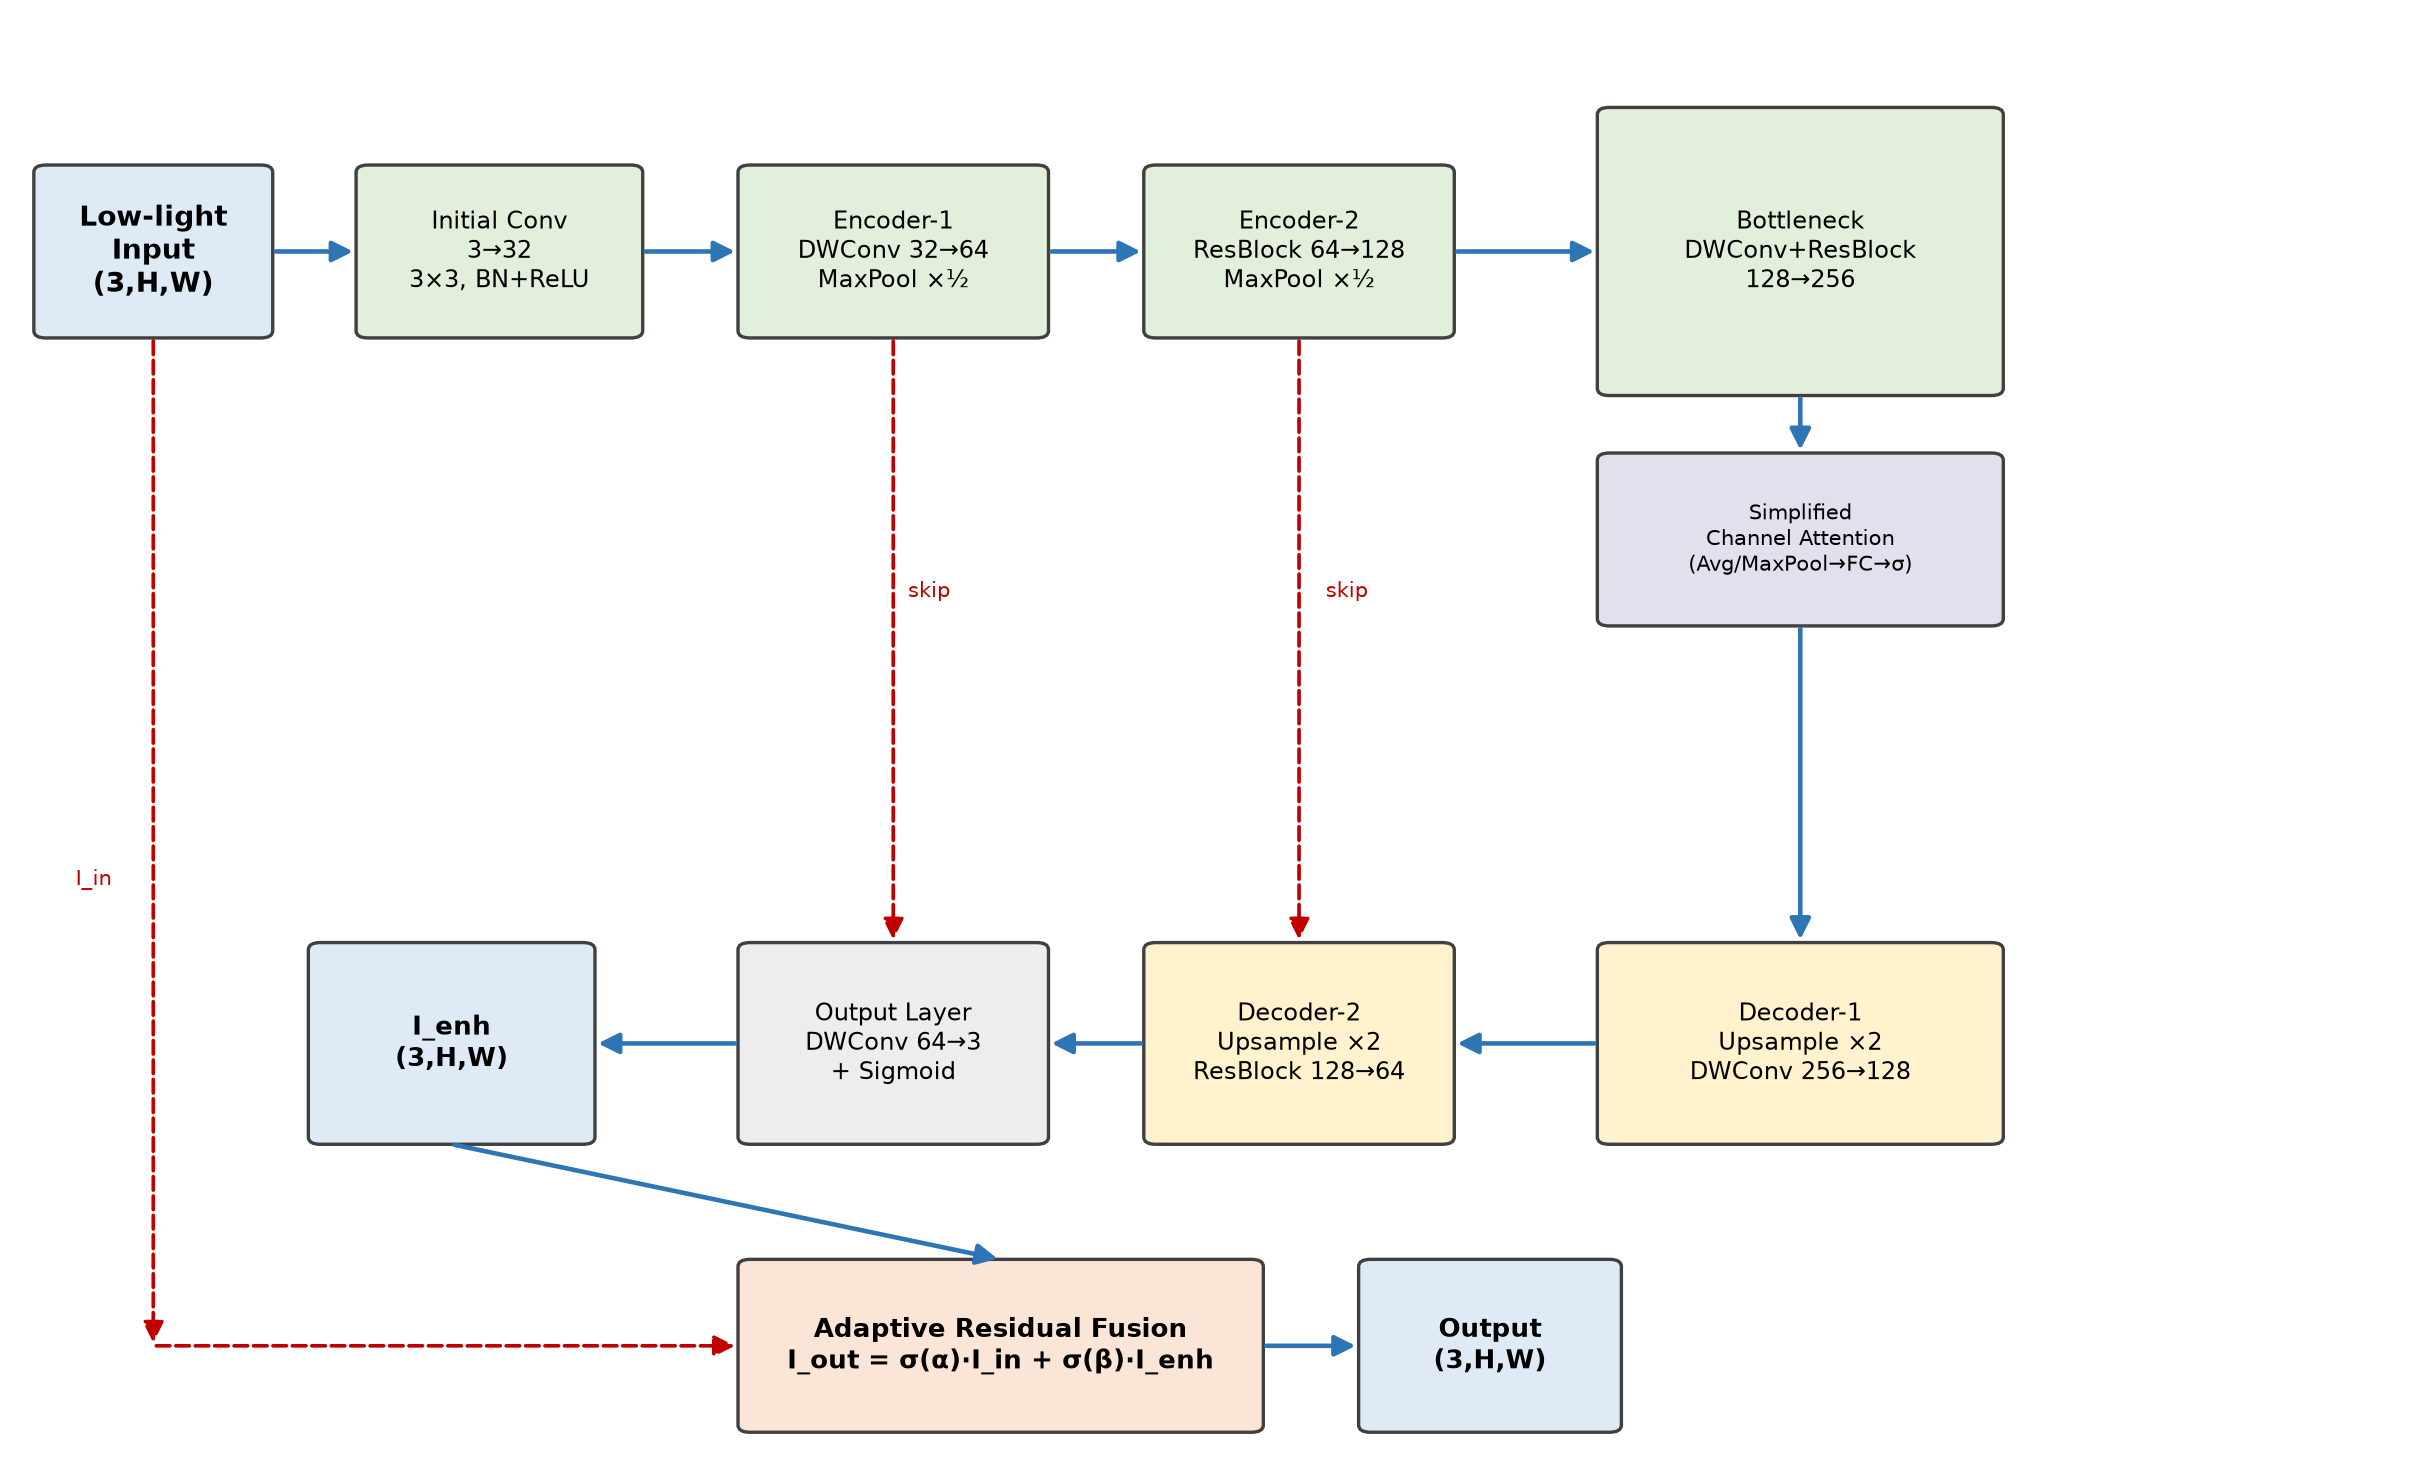 Low-light
Input
(3,H,W)
Initial Conv
3→32
3×3, BN+ReLU
Encoder-1
DWConv 32→64
MaxPool ×½
Encoder-2
ResBlock 64→128
MaxPool ×½
Bottleneck
DWConv+ResBlock
128→256
Simplified
Channel Attention
(Avg/MaxPool→FC→σ)
skip
skip
I_in
I_enh
(3,H,W)
Output Layer
DWConv 64→3
+ Sigmoid
Decoder-2
Upsample ×2
ResBlock 128→64
Decoder-1
Upsample ×2
DWConv 256→128
Adaptive Residual Fusion
I_out = σ(α)·I_in + σ(β)·I_enh
Output
(3,H,W)